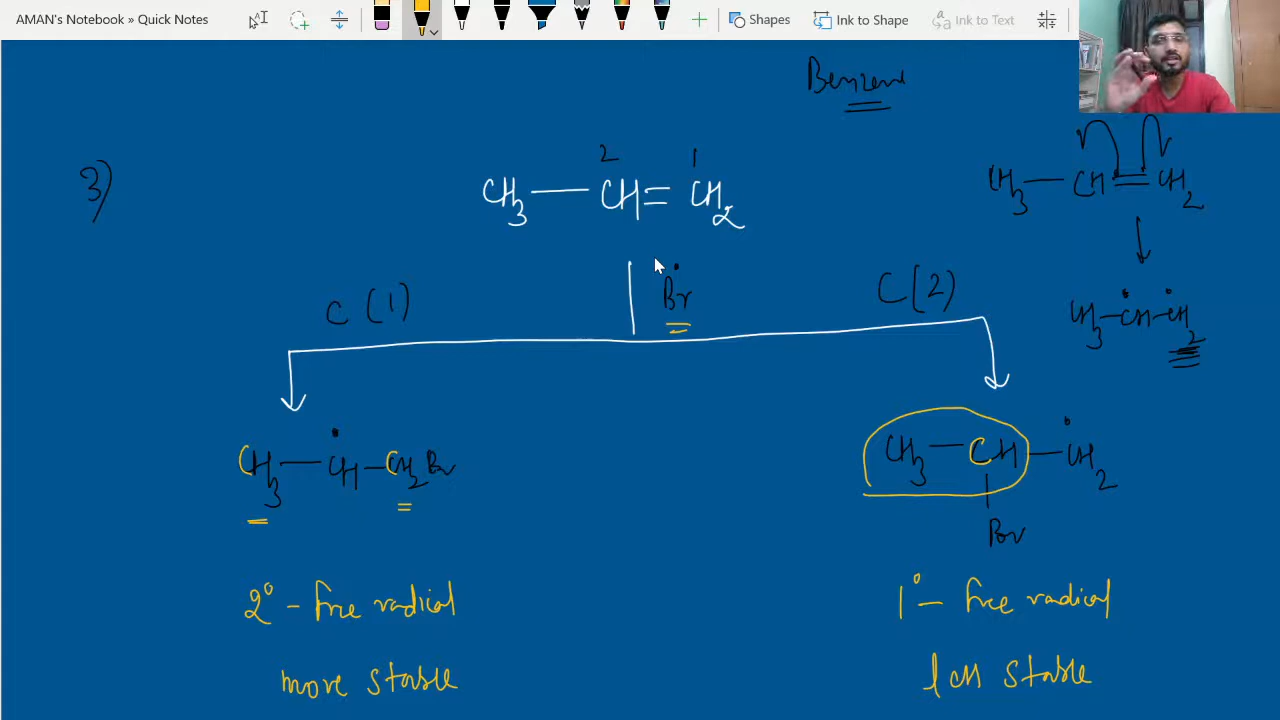 AMAN's Notebook » Quick Notes
Shapes
Ink to Shape
Ink to Text
Benzene
3)
2 1
CH3 — CH = CH2
CH3 — CH = CH2
C (1)
Br
C (2)
CH3 — CH — CH2
CH3 — CH — CH2 Br
CH3 — CH — CH2
Br
2° - free radical
1° - free radical
more stable
less stable